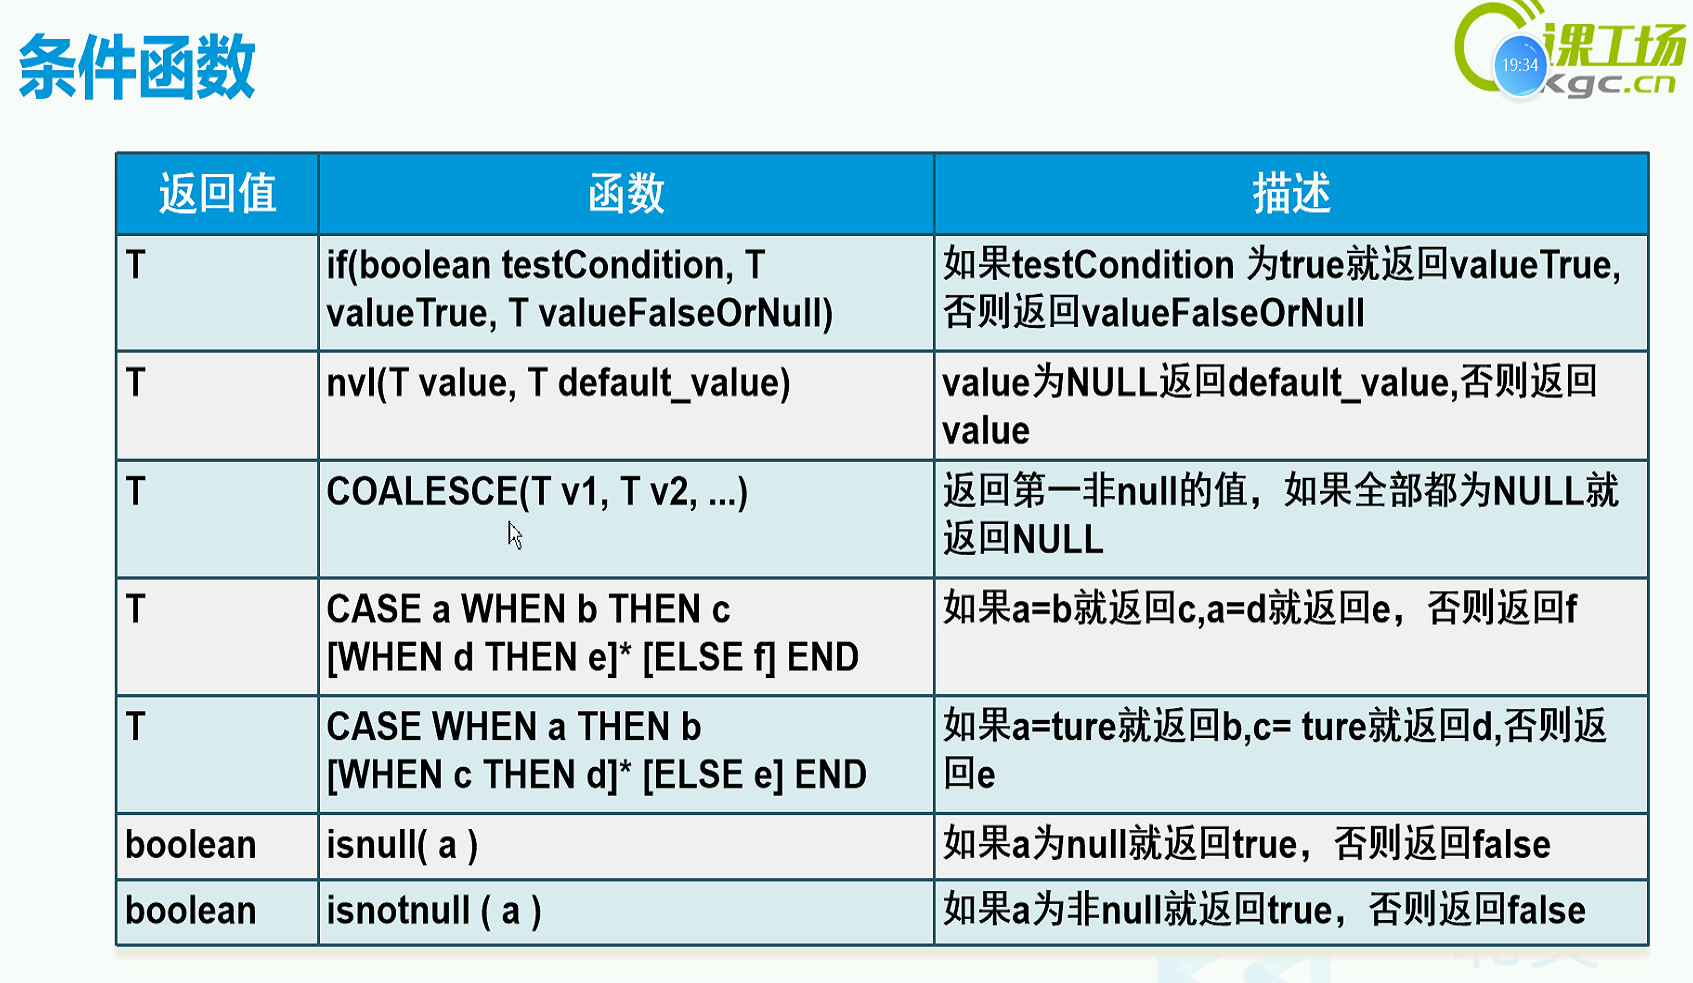 条件函数
课工场
kgc.cn
19:34
返回值 函数 描述
T
if(boolean testCondition, T
valueTrue, T valueFalseOrNull)
如果testCondition 为true就返回valueTrue,
否则返回valueFalseOrNull
T
nvl(T value, T default_value)
value为NULL返回default_value,否则返回
value
T
COALESCE(T v1, T v2, ...)
返回第一非null的值，如果全部都为NULL就
返回NULL
T
CASE a WHEN b THEN c
[WHEN d THEN e]* [ELSE f] END
如果a=b就返回c,a=d就返回e，否则返回f
T
CASE WHEN a THEN b
[WHEN c THEN d]* [ELSE e] END
如果a=ture就返回b,c= ture就返回d,否则返
回e
boolean
isnull( a )
如果a为null就返回true，否则返回false
boolean
isnotnull ( a )
如果a为非null就返回true，否则返回false